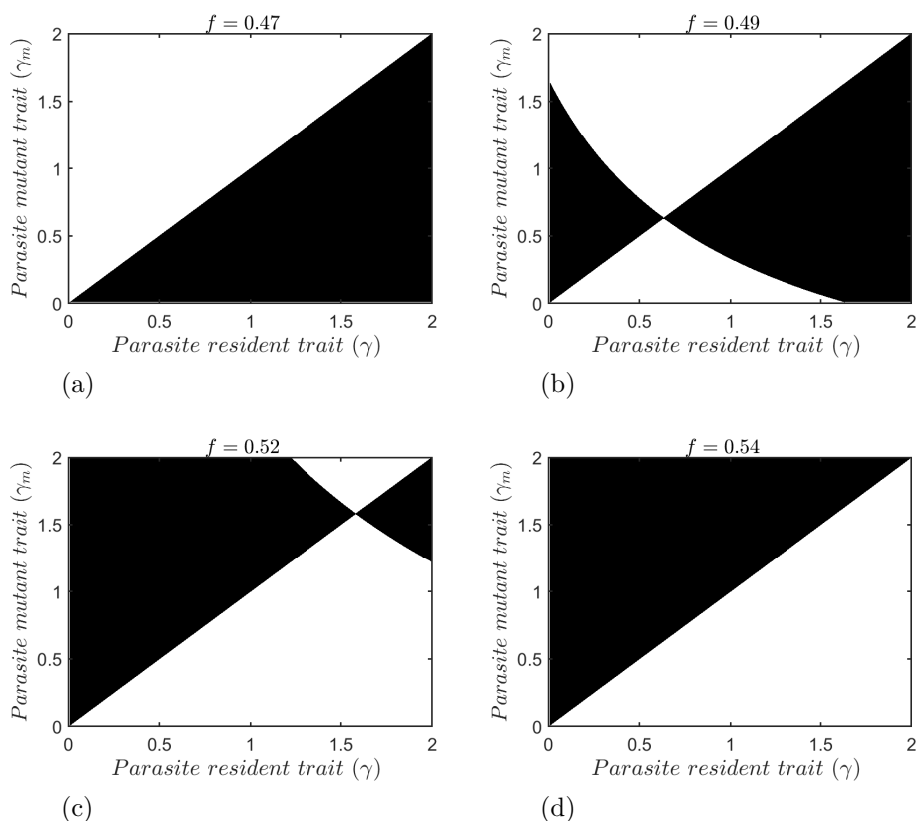 f = 0.47
Parasite mutant trait (γ_m)
2
1.5
1
0.5
0
0 0.5 1 1.5 2
Parasite resident trait (γ)
(a)
f = 0.49
Parasite mutant trait (γ_m)
2
1.5
1
0.5
0
0 0.5 1 1.5 2
Parasite resident trait (γ)
(b)
f = 0.52
Parasite mutant trait (γ_m)
2
1.5
1
0.5
0
0 0.5 1 1.5 2
Parasite resident trait (γ)
(c)
f = 0.54
Parasite mutant trait (γ_m)
2
1.5
1
0.5
0
0 0.5 1 1.5 2
Parasite resident trait (γ)
(d)